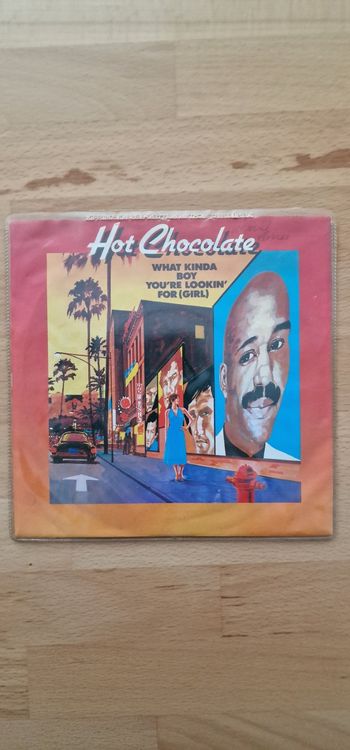 Hot Chocolate
WHAT KINDA
BOY
YOU'RE LOOKIN'
FOR (GIRL)